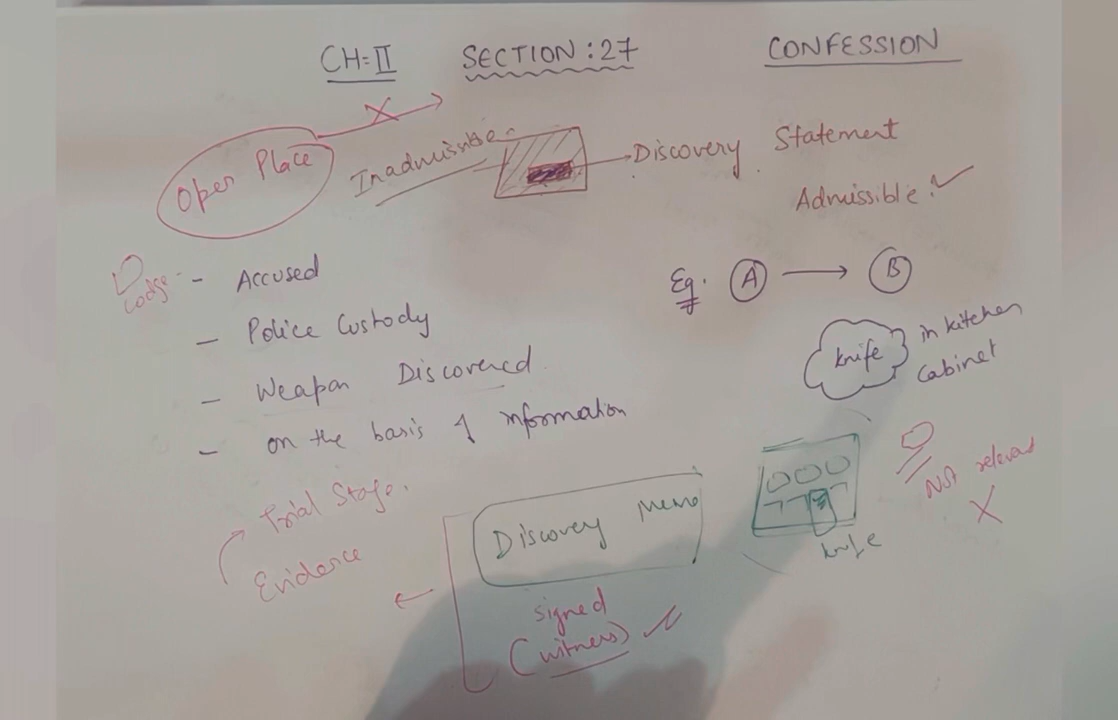 CH=II SECTION:27 CONFESSION
Open Place
X
Inadmissible
Discovery Statement
Admissible ✓
Lodge
- Accused
- Police Custody
- Weapon Discovered
- on the basis of information
Eg. A → B
knife
in kitchen
cabinet
Trial Stage.
Evidence
Discovery Memo
signed
(witness) ✓
knife
Not relevant
X